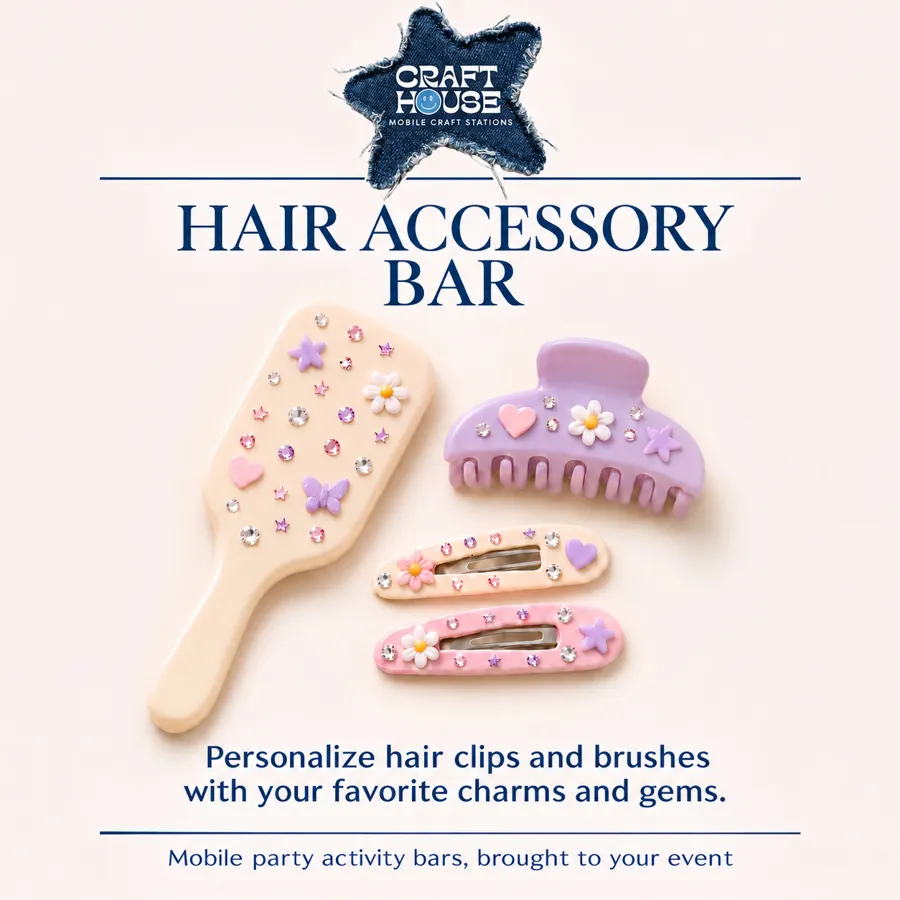 CRAFT
HOUSE
MOBILE CRAFT STATIONS
HAIR ACCESSORY
BAR
Personalize hair clips and brushes
with your favorite charms and gems.
Mobile party activity bars, brought to your event